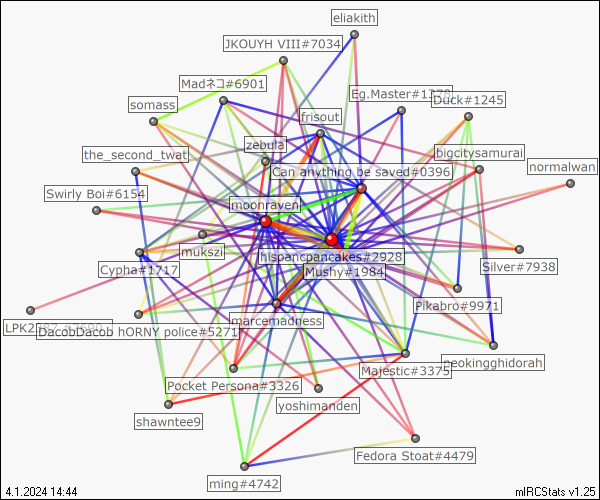 eliakith
JKOUYH VIII#7034
Madネコ#6901
Eg.Master#1378
Duck#1245
somass
frisout
zebula
the_second_twat
bigcitysamurai
Can anything be saved#0396
normalwan
Swirly Boi#6154
moonraven
mukszi
hispancpancakes#2928
Cypha#1717
Mushy#1984
Silver#7938
Pikabro#9971
DacobDacob hORNY police#5271
marcemadness
neokingghidorah
Majestic#3375
Pocket Persona#3326
yoshimanden
shawntee9
Fedora Stoat#4479
ming#4742
4.1.2024 14:44
mIRCStats v1.25